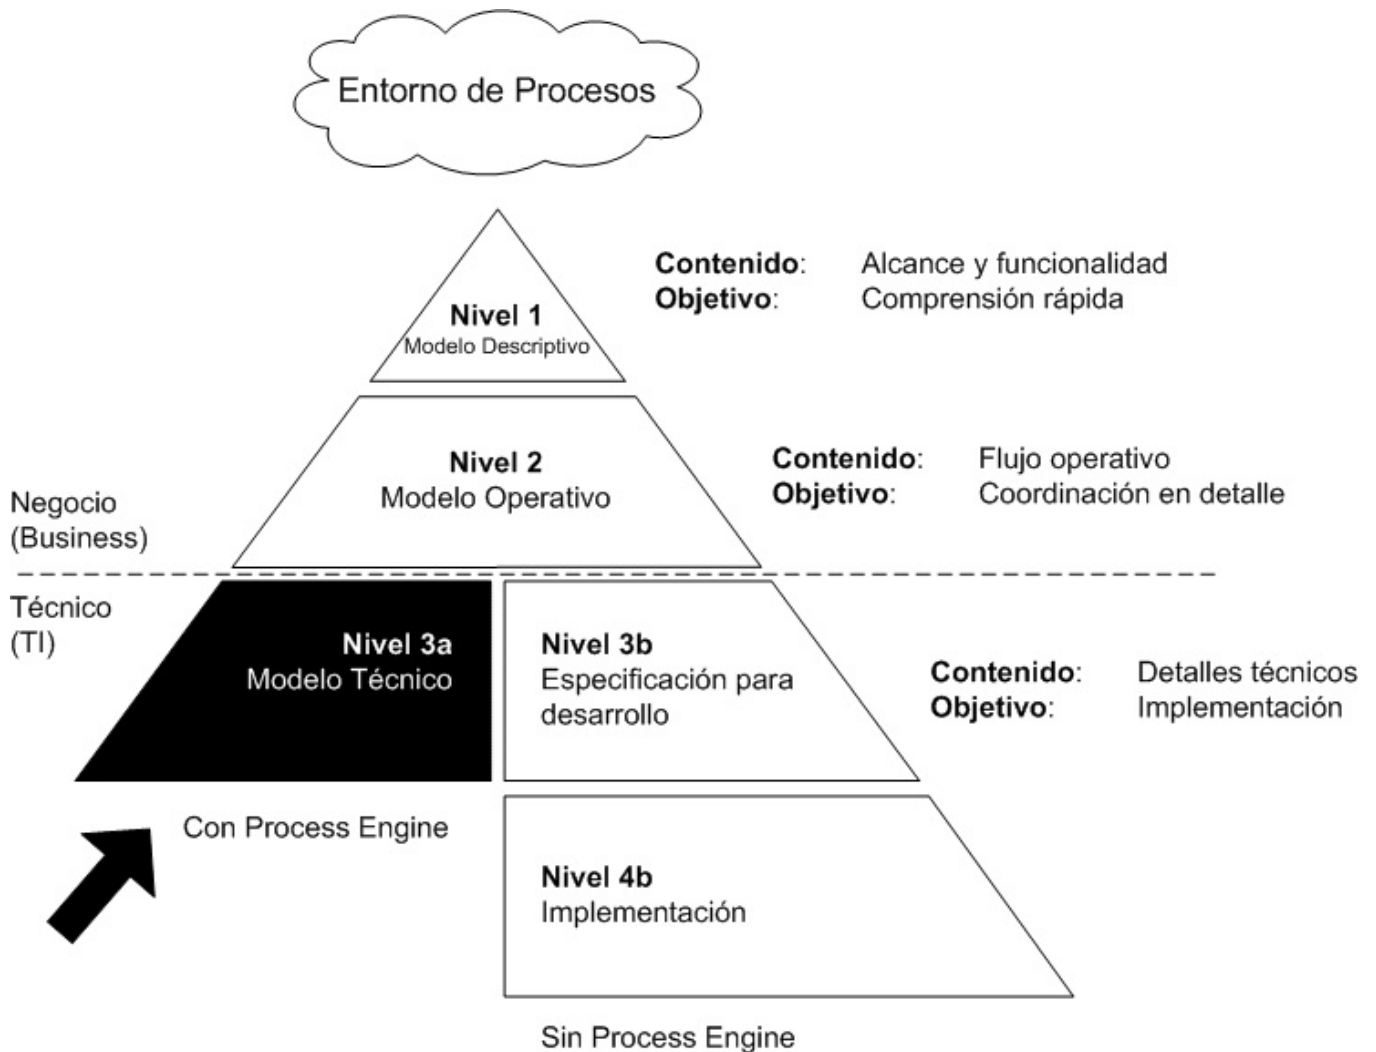 Entorno de Procesos
Nivel 1
Modelo Descriptivo
Contenido: Alcance y funcionalidad
Objetivo: Comprensión rápida
Nivel 2
Modelo Operativo
Contenido: Flujo operativo
Objetivo: Coordinación en detalle
Negocio
(Business)
Técnico
(TI)
Nivel 3a
Modelo Técnico
Nivel 3b
Especificación para
desarrollo
Contenido: Detalles técnicos
Objetivo: Implementación
Con Process Engine
Nivel 4b
Implementación
Sin Process Engine